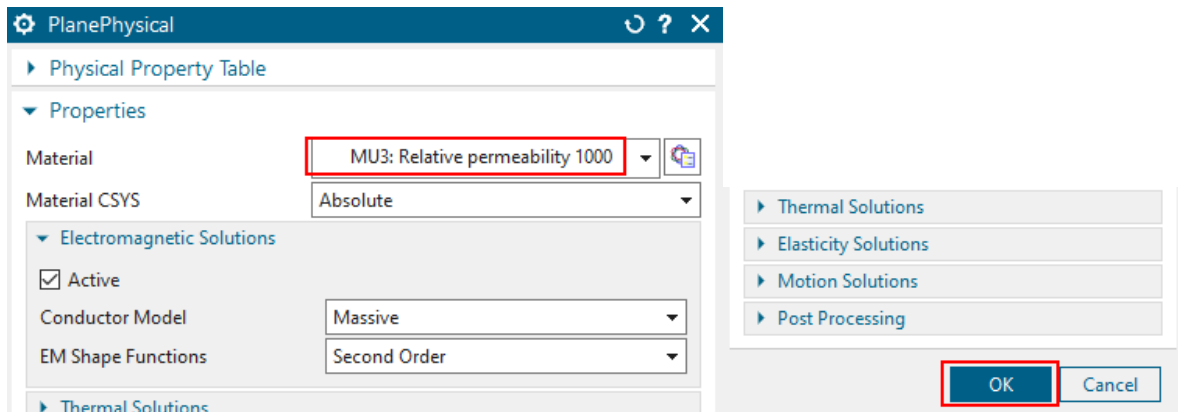 PlanePhysical
Physical Property Table
Properties
Material MU3: Relative permeability 1000
Material CSYS Absolute
Electromagnetic Solutions
Active
Conductor Model Massive
EM Shape Functions Second Order
Thermal Solutions
Thermal Solutions
Elasticity Solutions
Motion Solutions
Post Processing
OK Cancel